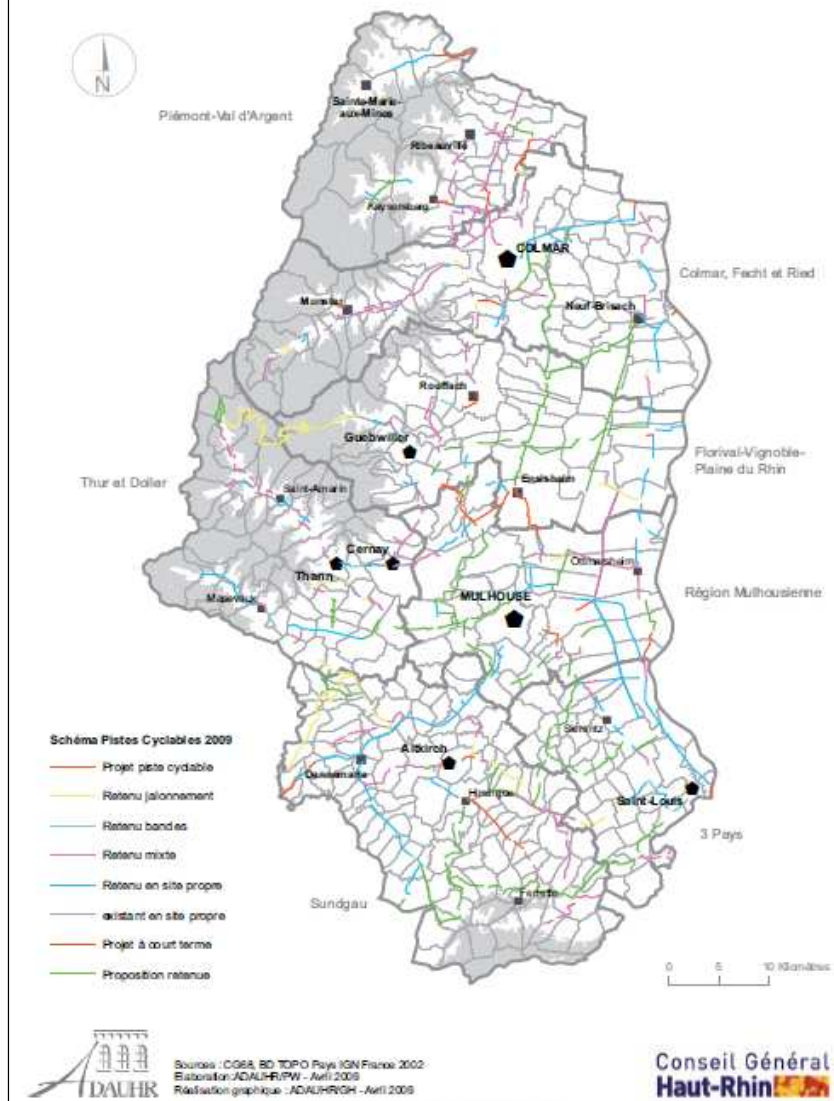 N
Sainte-Marie-
aux-Mines
Piémont-Val d'Argent
Ribeauvillé
Kaysersberg
COLMAR
Colmar, Fecht et Ried
Munster
Neuf-Brisach
Rouffach
Guebwiller
Florival-Vignoble-
Plaine du Rhin
Thur et Doller
Saint-Amarin
Ensisheim
Cernay
Thann
Ottmarsheim
Masevaux
MULHOUSE
Région Mulhousienne
Sierentz
Altkirch
Dannemarie
Hirsingue
Saint-Louis
3 Pays
Sundgau
Ferrette
Schéma Pistes Cyclables 2009
Projet piste cyclable
Retenu jalonnement
Retenu bandes
Retenu mixte
Retenu en site propre
existant en site propre
Projet à court terme
Proposition retenue
0 5 10 Kilomètres
ADAUHR
Sources : CG68, BD TOPO Pays IGN France 2002
Elaboration:ADAUHR/PW - Avril 2009
Réalisation graphique : ADAUHR/GH - Avril 2009
Conseil Général
Haut-Rhin